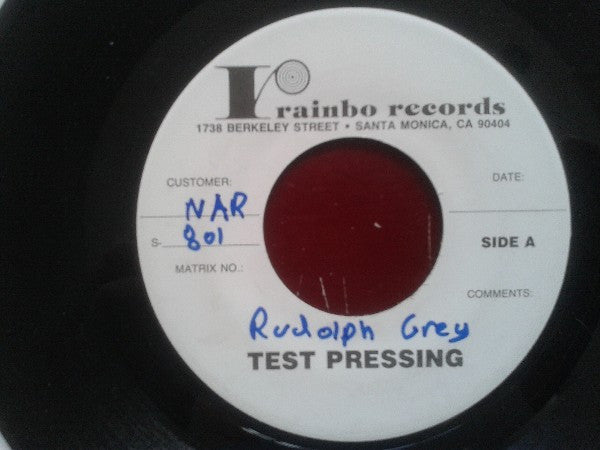 r rainbo records
1738 BERKELEY STREET • SANTA MONICA, CA 90404
CUSTOMER:
DATE:
NAR
S- 801
SIDE A
MATRIX NO.:
COMMENTS:
Rudolph Grey
TEST PRESSING